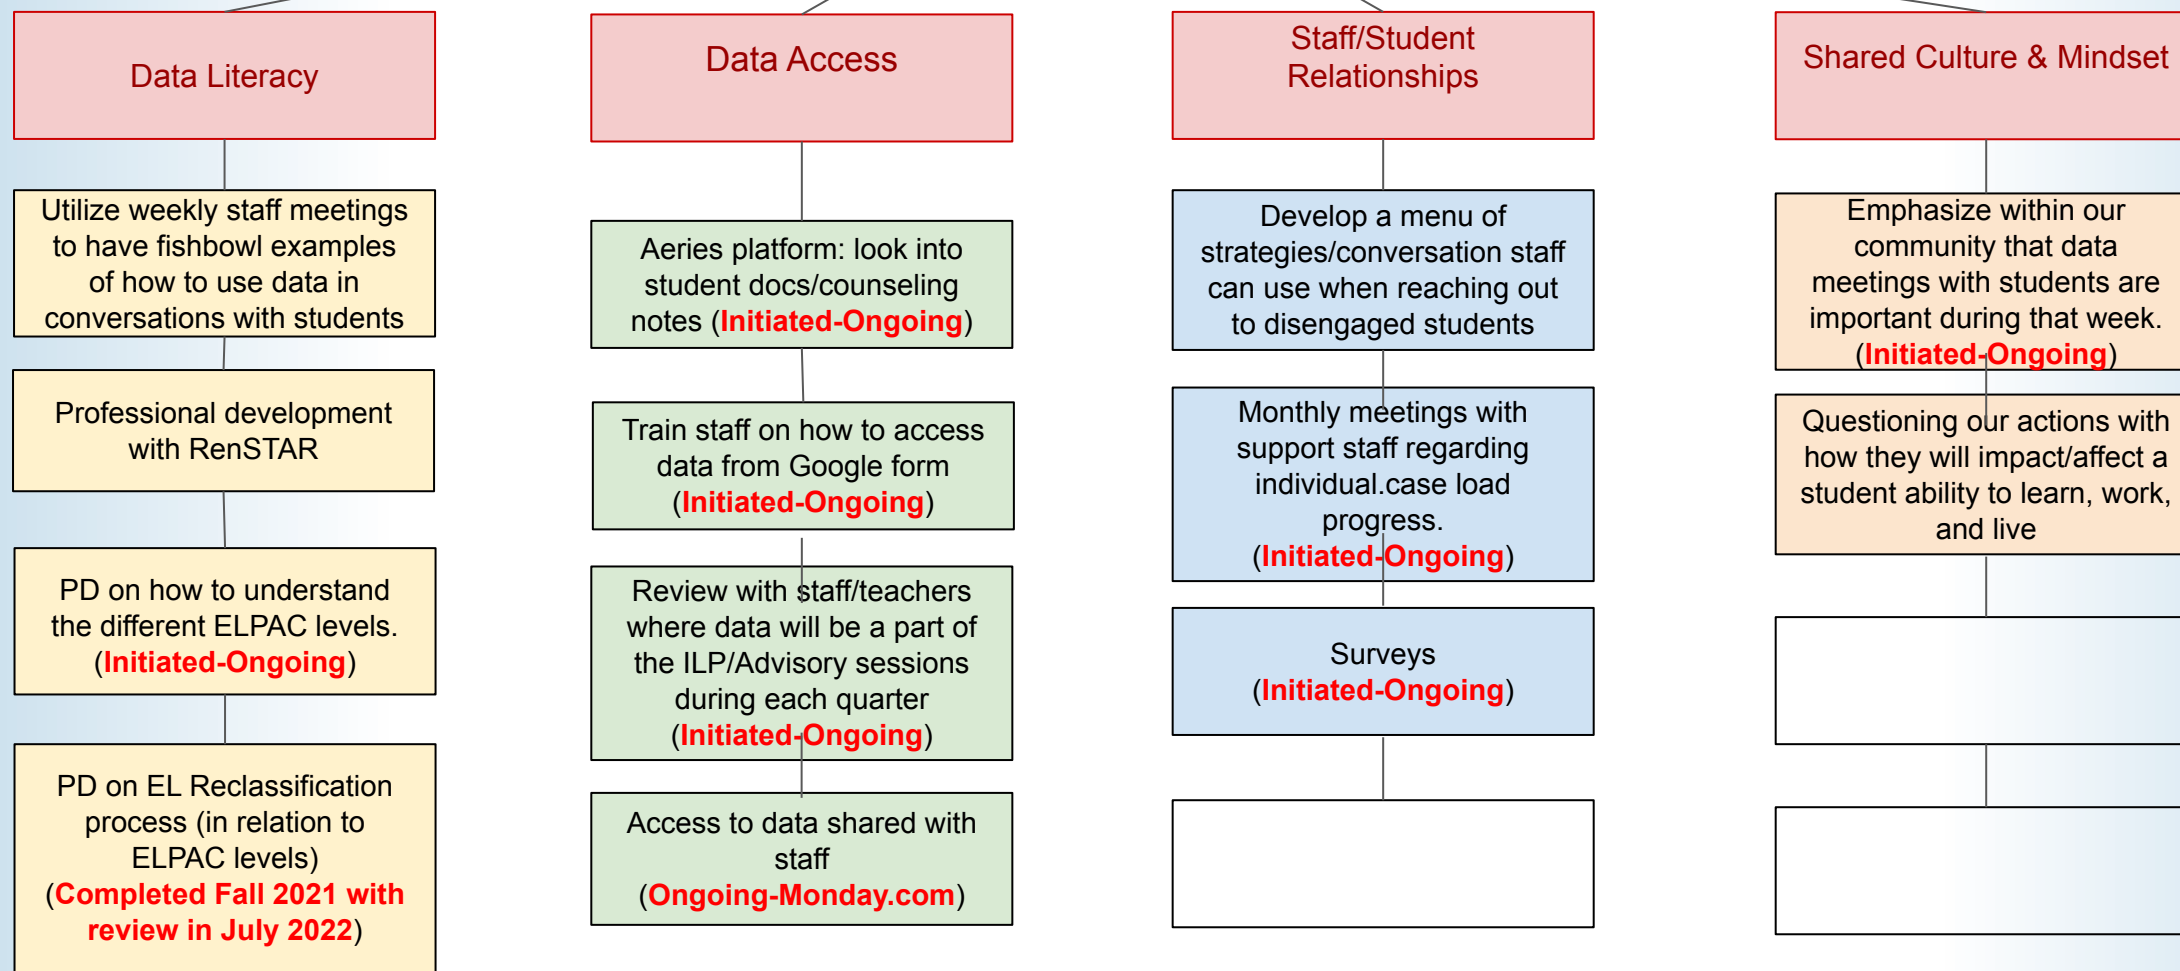 Data Literacy
Utilize weekly staff meetings
to have fishbowl examples
of how to use data in
conversations with students
Professional development
with RenSTAR
PD on how to understand
the different ELPAC levels.
(Initiated-Ongoing)
PD on EL Reclassification
process (in relation to
ELPAC levels)
(Completed Fall 2021 with
review in July 2022)
Data Access
Aeries platform: look into
student docs/counseling
notes (Initiated-Ongoing)
Train staff on how to access
data from Google form
(Initiated-Ongoing)
Review with staff/teachers
where data will be a part of
the ILP/Advisory sessions
during each quarter
(Initiated-Ongoing)
Access to data shared with
staff
(Ongoing-Monday.com)
Staff/Student
Relationships
Develop a menu of
strategies/conversation staff
can use when reaching out
to disengaged students
Monthly meetings with
support staff regarding
individual.case load
progress.
(Initiated-Ongoing)
Surveys
(Initiated-Ongoing)
Shared Culture & Mindset
Emphasize within our
community that data
meetings with students are
important during that week.
(Initiated-Ongoing)
Questioning our actions with
how they will impact/affect a
student ability to learn, work,
and live